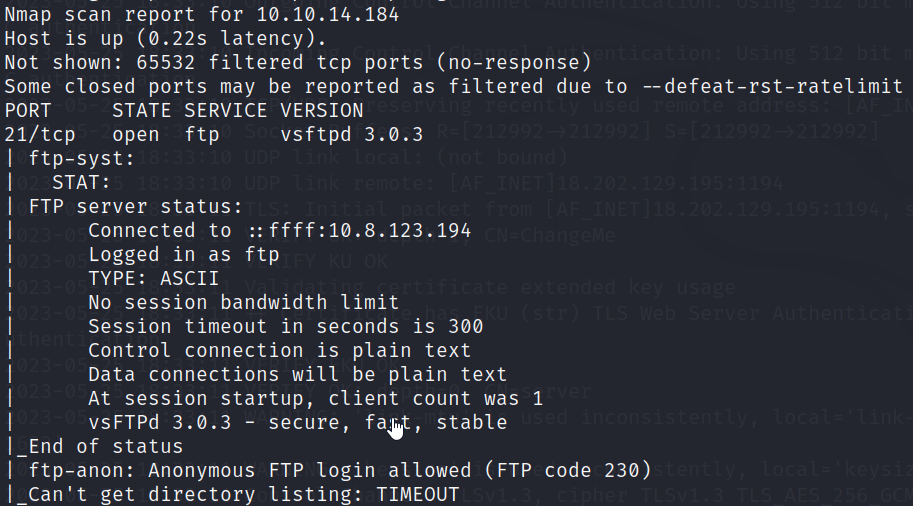 Nmap scan report for 10.10.14.184
Host is up (0.22s latency).
Not shown: 65532 filtered tcp ports (no-response)
Some closed ports may be reported as filtered due to --defeat-rst-ratelimit
PORT   STATE SERVICE VERSION
21/tcp open  ftp     vsftpd 3.0.3
| ftp-syst:
|   STAT:
| FTP server status:
|      Connected to ::ffff:10.8.123.194
|      Logged in as ftp
|      TYPE: ASCII
|      No session bandwidth limit
|      Session timeout in seconds is 300
|      Control connection is plain text
|      Data connections will be plain text
|      At session startup, client count was 1
|      vsFTPd 3.0.3 - secure, fast, stable
|_End of status
| ftp-anon: Anonymous FTP login allowed (FTP code 230)
|_Can't get directory listing: TIMEOUT